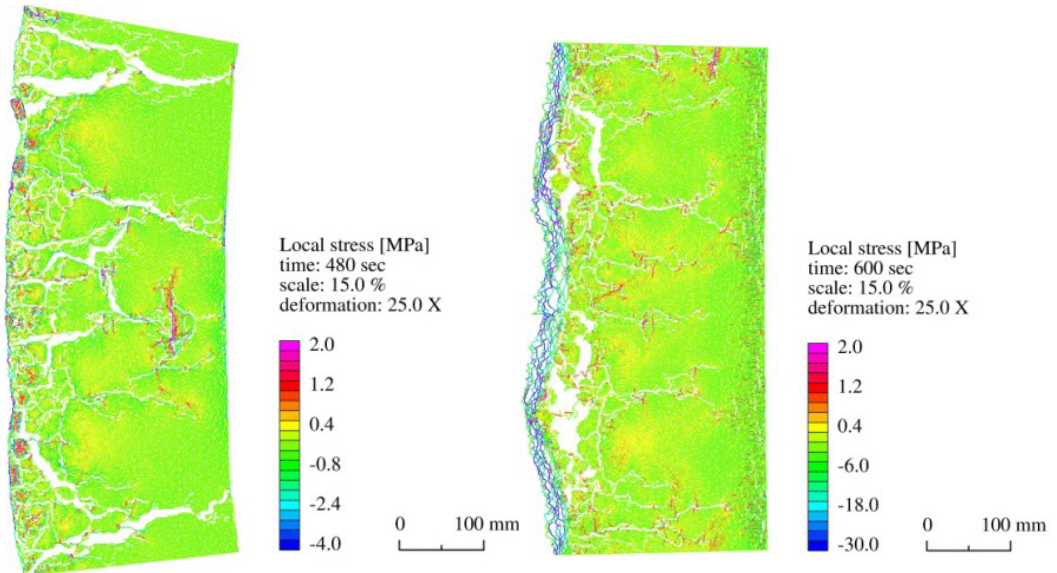 Local stress [MPa]
time: 480 sec
scale: 15.0 %
deformation: 25.0 X
2.0
1.2
0.4
-0.8
-2.4
-4.0
0 100 mm
Local stress [MPa]
time: 600 sec
scale: 15.0 %
deformation: 25.0 X
2.0
1.2
0.4
-6.0
-18.0
-30.0
0 100 mm